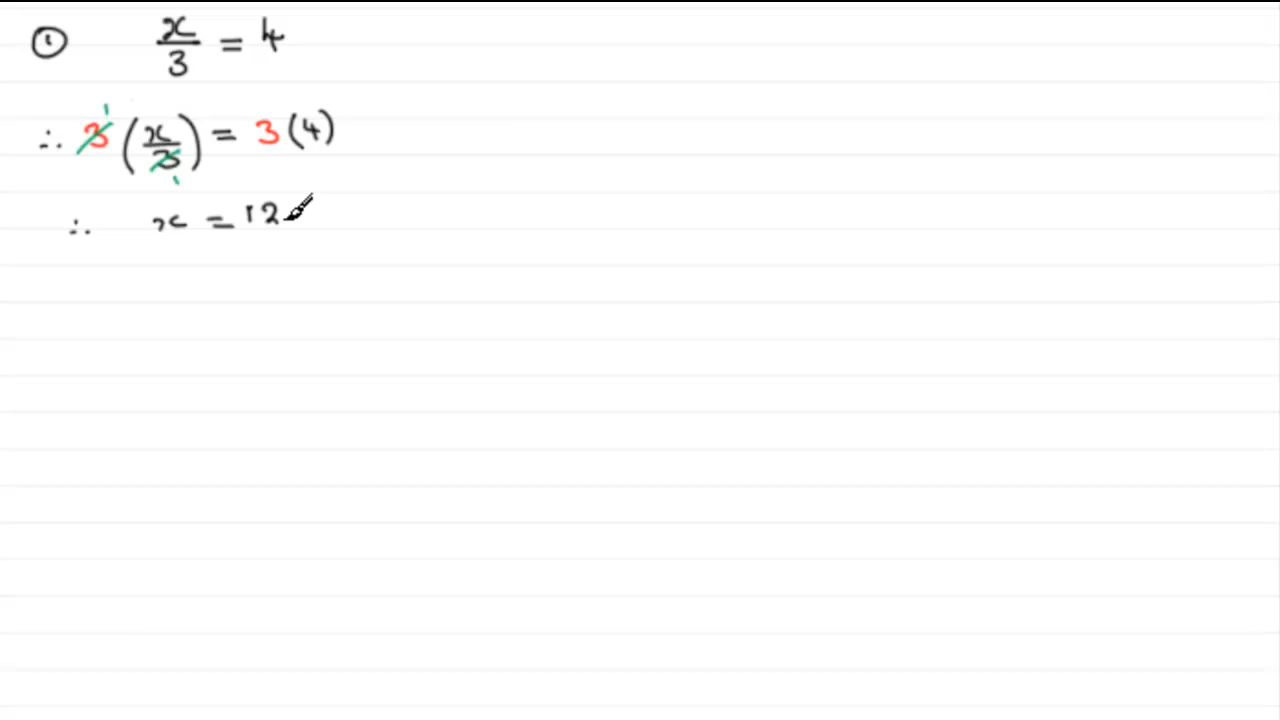 ① x/3 = 4
∴ 3 (x/3) = 3 (4)
∴ x = 12